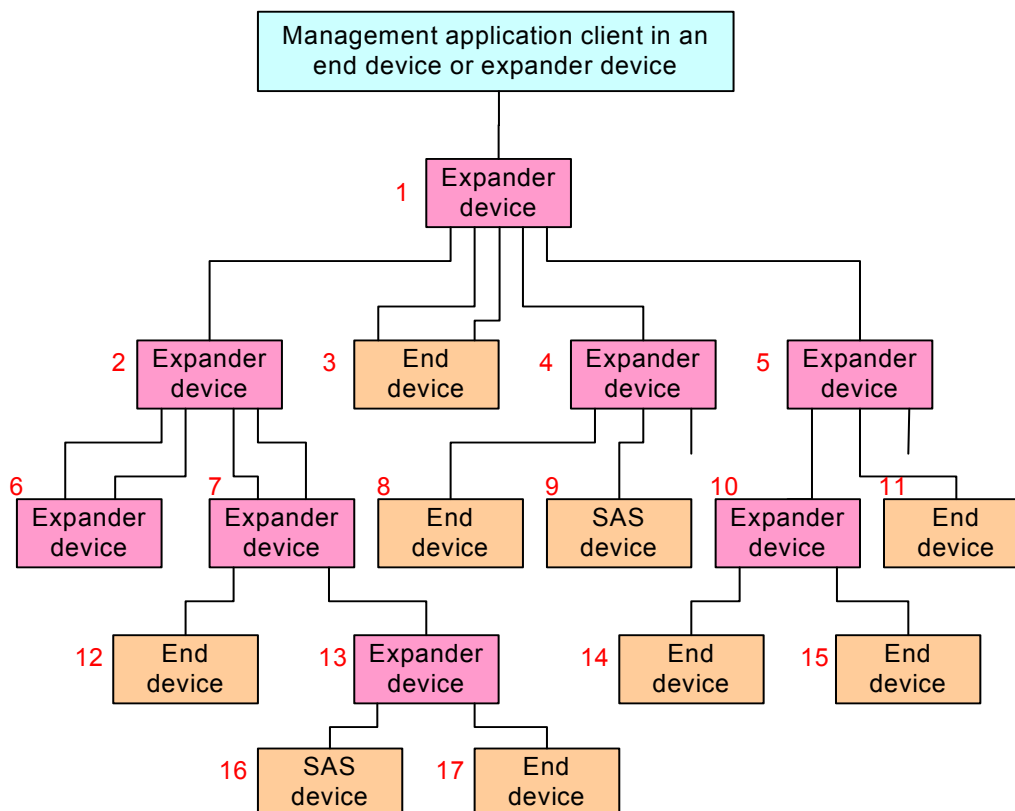 Management application client in an
end device or expander device
1
Expander
device
2
Expander
device
3
End
device
4
Expander
device
5
Expander
device
6
Expander
device
7
Expander
device
8
End
device
9
SAS
device
10
Expander
device
11
End
device
12
End
device
13
Expander
device
14
End
device
15
End
device
16
SAS
device
17
End
device